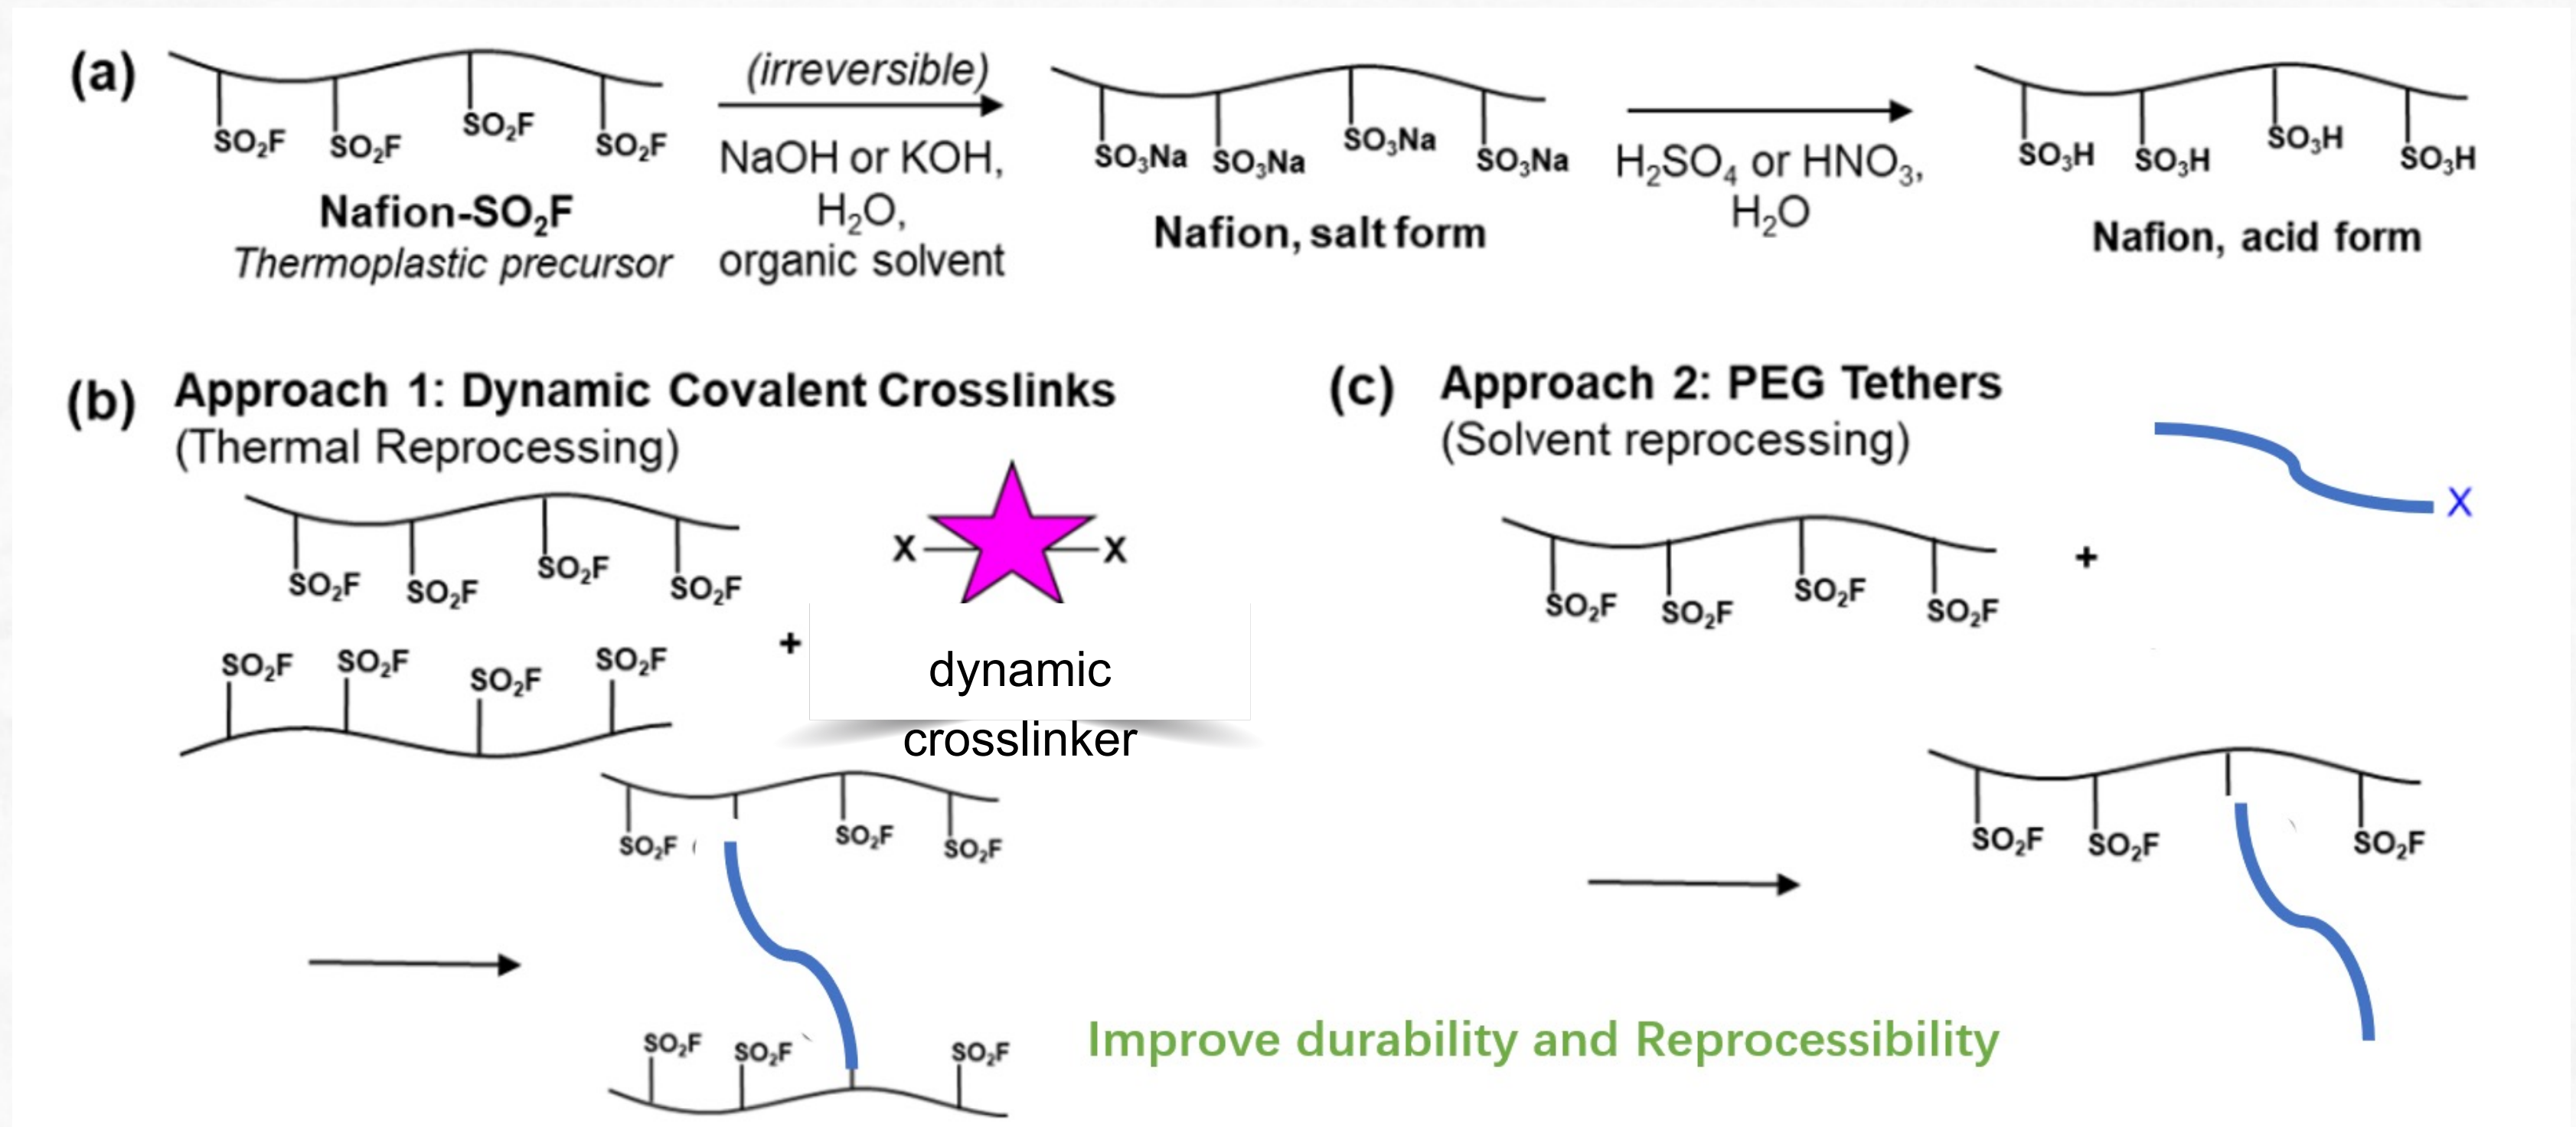 (a)
SO₂F SO₂F SO₂F SO₂F
Nafion-SO₂F
Thermoplastic precursor
(irreversible)
NaOH or KOH,
H₂O,
organic solvent
SO₃Na SO₃Na SO₃Na SO₃Na
Nafion, salt form
H₂SO₄ or HNO₃,
H₂O
SO₃H SO₃H SO₃H SO₃H
Nafion, acid form
(b) Approach 1: Dynamic Covalent Crosslinks
(Thermal Reprocessing)
SO₂F SO₂F SO₂F SO₂F
SO₂F SO₂F SO₂F SO₂F
+
X X
dynamic
crosslinker
SO₂F SO₂F SO₂F
SO₂F SO₂F SO₂F
(c) Approach 2: PEG Tethers
(Solvent reprocessing)
SO₂F SO₂F SO₂F SO₂F
+
X
SO₂F SO₂F SO₂F
Improve durability and Reprocessibility